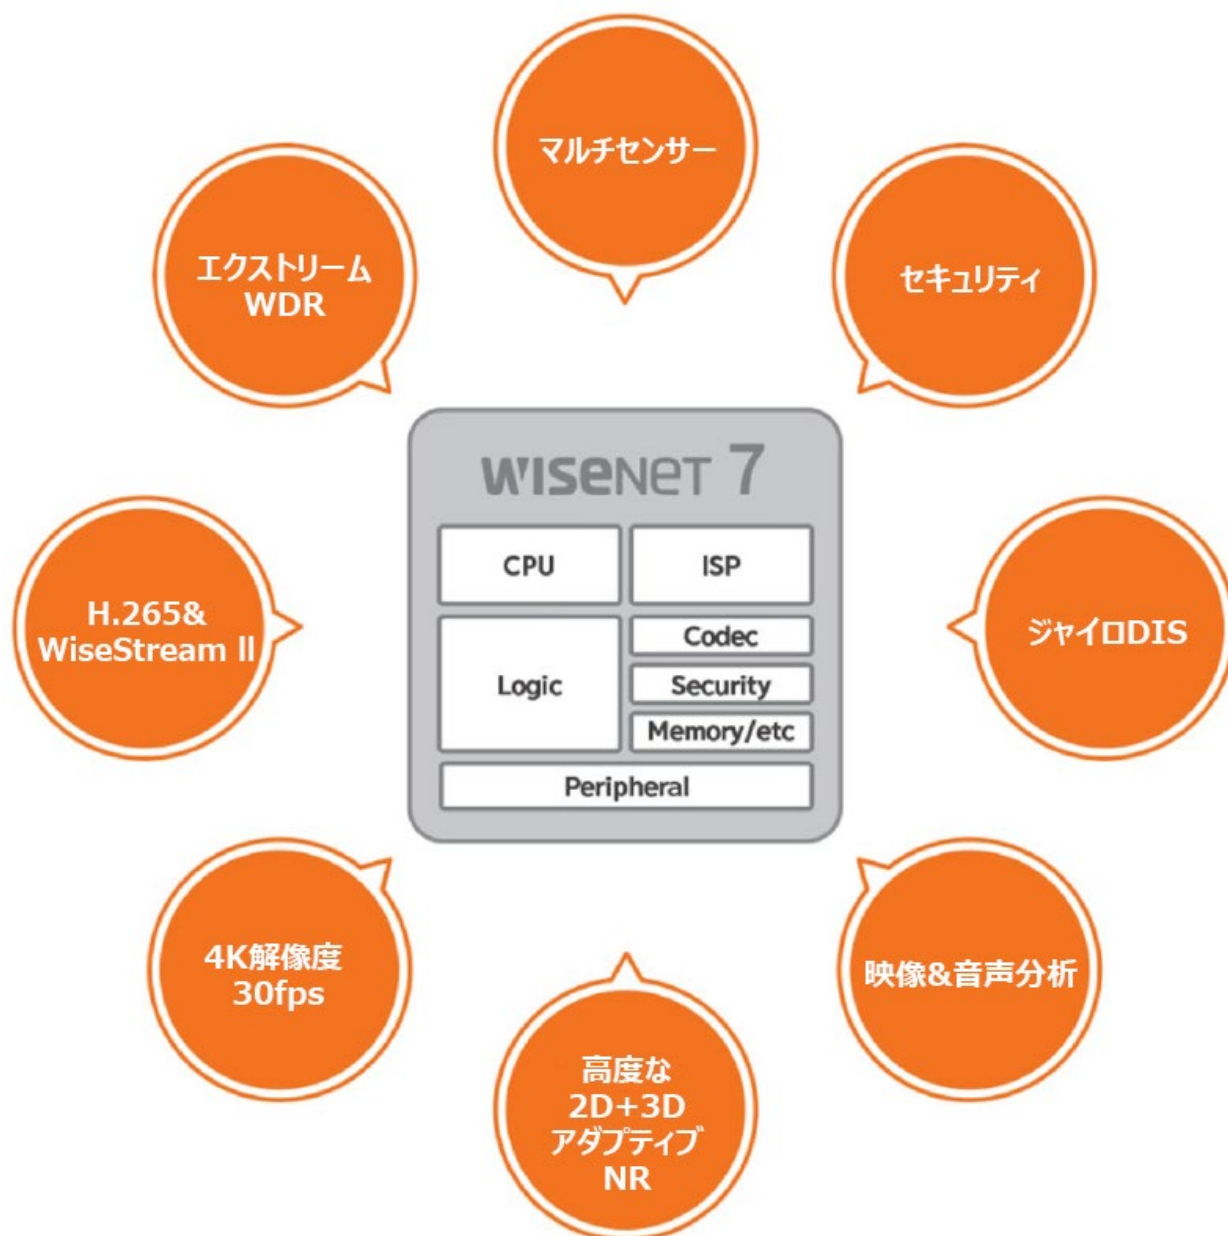 マルチセンサー
エクストリーム
WDR
セキュリティ
WISENET 7
CPU
ISP
H.265&
WiseStream II
Codec
Logic
Security
Memory/etc
ジャイロDIS
Peripheral
4K解像度
30fps
映像&音声分析
高度な
2D+3D
アダプティブ
NR